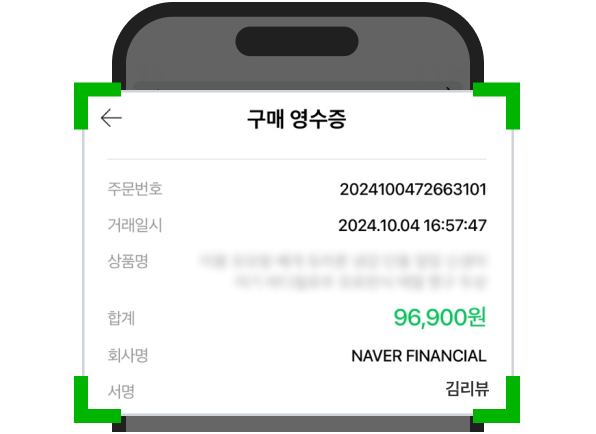 구매 영수증
주문번호 2024100472663101
거래일시 2024.10.04 16:57:47
상품명
합계 96,900원
회사명 NAVER FINANCIAL
서명 김리뷰